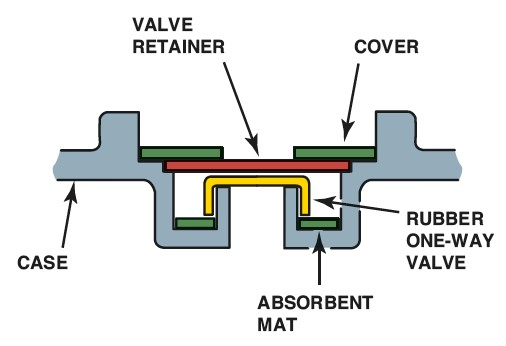 VALVE
RETAINER
COVER
CASE
RUBBER
ONE-WAY
VALVE
ABSORBENT
MAT